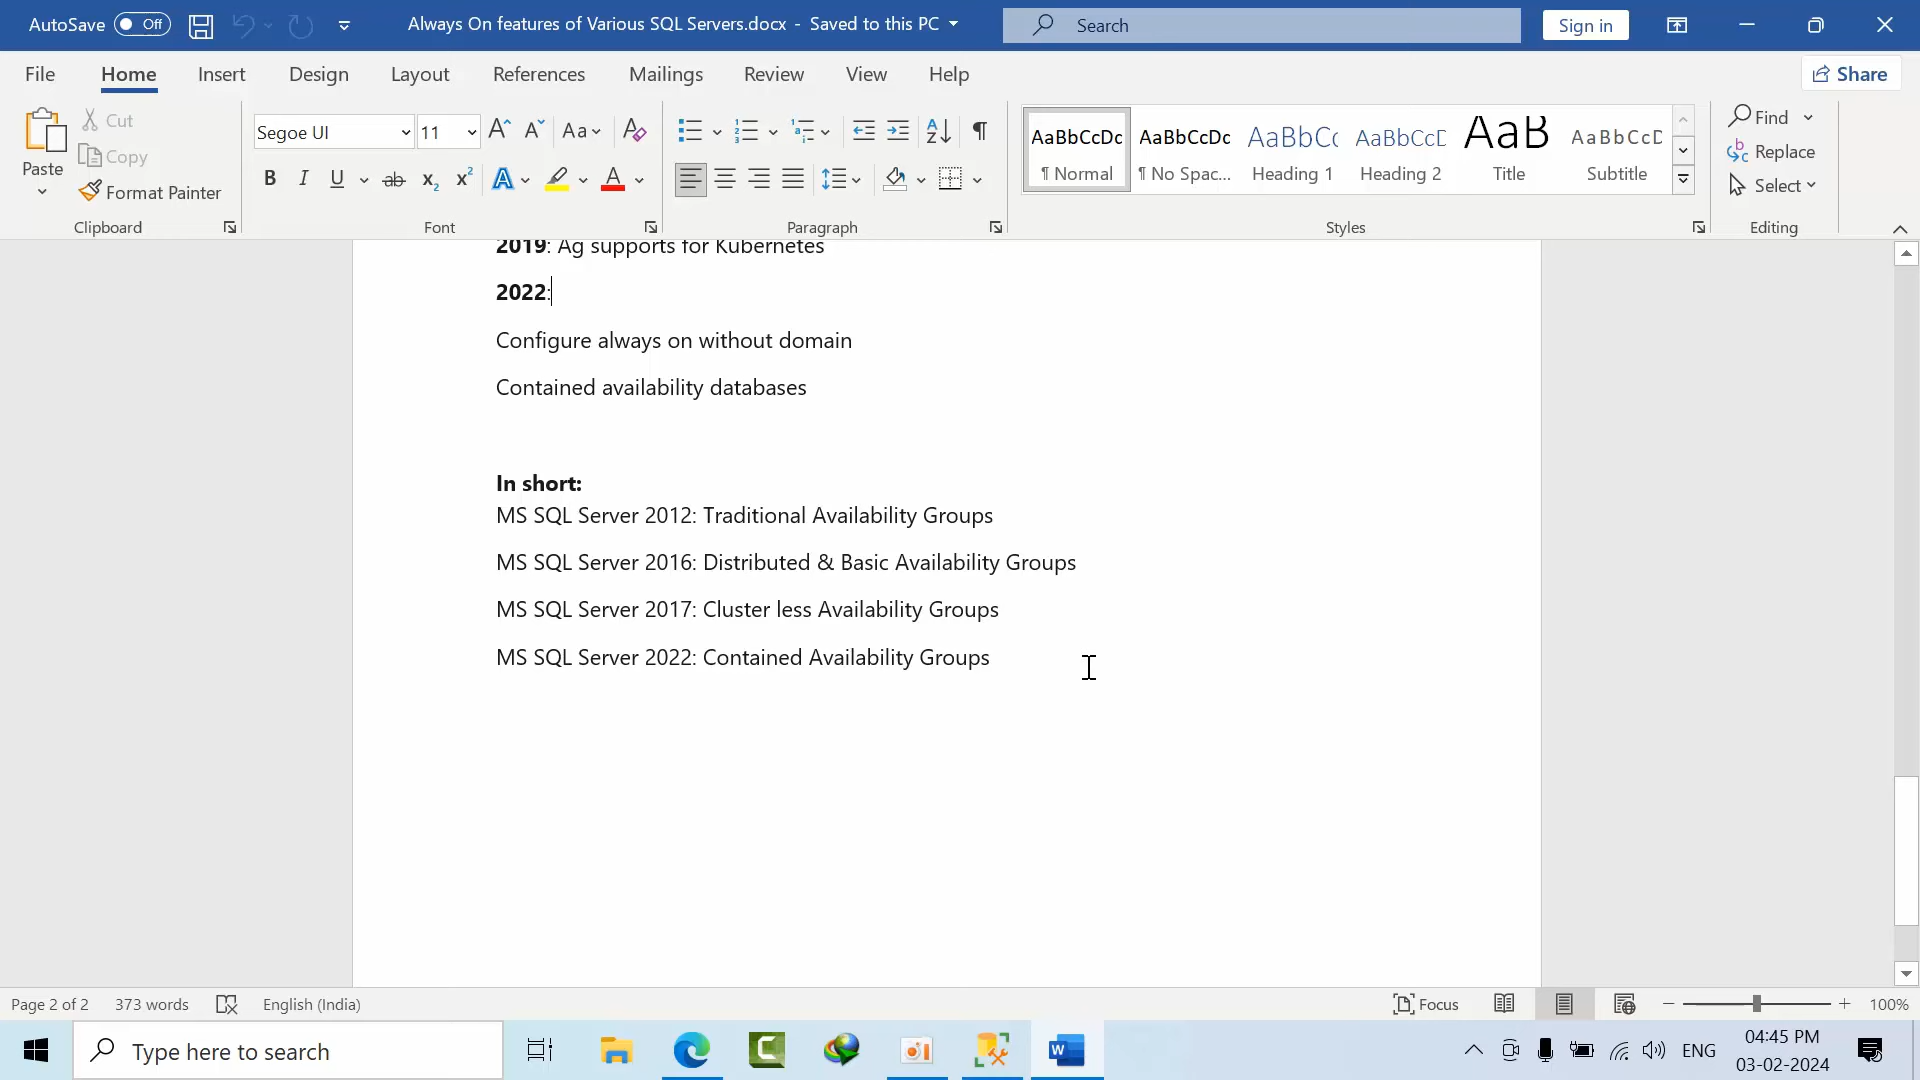 AutoSave Off Always On features of Various SQL Servers.docx - Saved to this PC Search Sign in
File Home Insert Design Layout References Mailings Review View Help Share
Paste Cut Copy Format Painter Clipboard
Segoe UI 11 Font
Paragraph
AaBbCcDc AaBbCcDc AaBbCc AaBbCcD AaB AaBbCcD
¶ Normal ¶ No Spac... Heading 1 Heading 2 Title Subtitle
Styles
Find
Replace
Select
Editing
2019: Ag supports for Kubernetes
2022:
Configure always on without domain
Contained availability databases
In short:
MS SQL Server 2012: Traditional Availability Groups
MS SQL Server 2016: Distributed & Basic Availability Groups
MS SQL Server 2017: Cluster less Availability Groups
MS SQL Server 2022: Contained Availability Groups
Page 2 of 2 373 words English (India) Focus 100%
Type here to search ENG 04:45 PM
03-02-2024